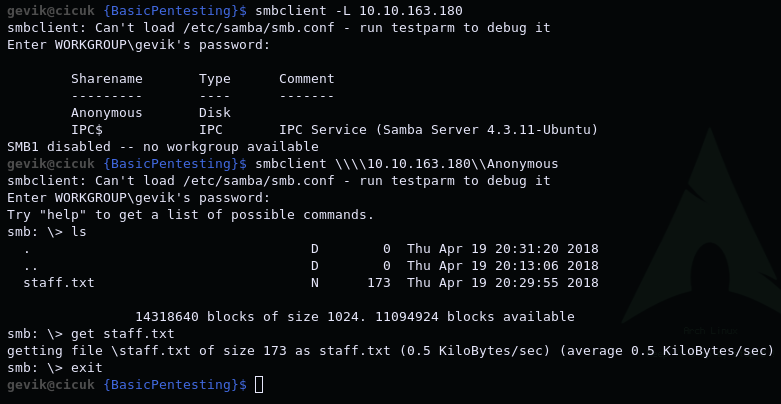 gevik@cicuk {BasicPentesting}$ smbclient -L 10.10.163.180
smbclient: Can't load /etc/samba/smb.conf - run testparm to debug it
Enter WORKGROUP\gevik's password:
Sharename Type Comment
--------- ---- -------
Anonymous Disk
IPC$ IPC IPC Service (Samba Server 4.3.11-Ubuntu)
SMB1 disabled -- no workgroup available
gevik@cicuk {BasicPentesting}$ smbclient \\\\10.10.163.180\\Anonymous
smbclient: Can't load /etc/samba/smb.conf - run testparm to debug it
Enter WORKGROUP\gevik's password:
Try "help" to get a list of possible commands.
smb: \> ls
. D 0 Thu Apr 19 20:31:20 2018
.. D 0 Thu Apr 19 20:13:06 2018
staff.txt N 173 Thu Apr 19 20:29:55 2018
14318640 blocks of size 1024. 11094924 blocks available
smb: \> get staff.txt
getting file \staff.txt of size 173 as staff.txt (0.5 KiloBytes/sec) (average 0.5 KiloBytes/sec)
smb: \> exit
gevik@cicuk {BasicPentesting}$